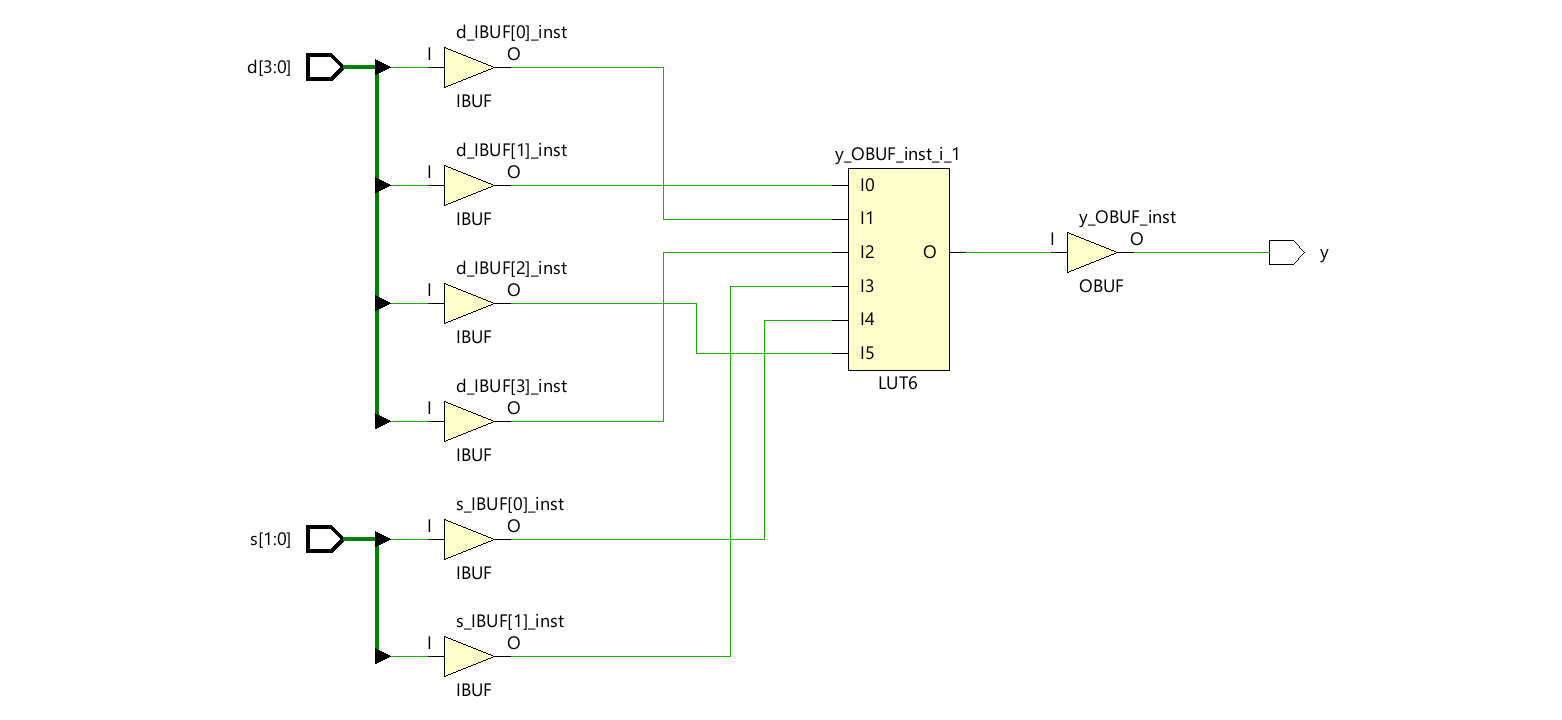 d_IBUF[0]_inst
d[3:0] I O
IBUF
d_IBUF[1]_inst
I O
IBUF
d_IBUF[2]_inst
I O
IBUF
d_IBUF[3]_inst
I O
IBUF
s_IBUF[0]_inst
s[1:0] I O
IBUF
s_IBUF[1]_inst
I O
IBUF
y_OBUF_inst_i_1
I0
I1
I2 O
I3
I4
I5
LUT6
y_OBUF_inst
I O
OBUF
y